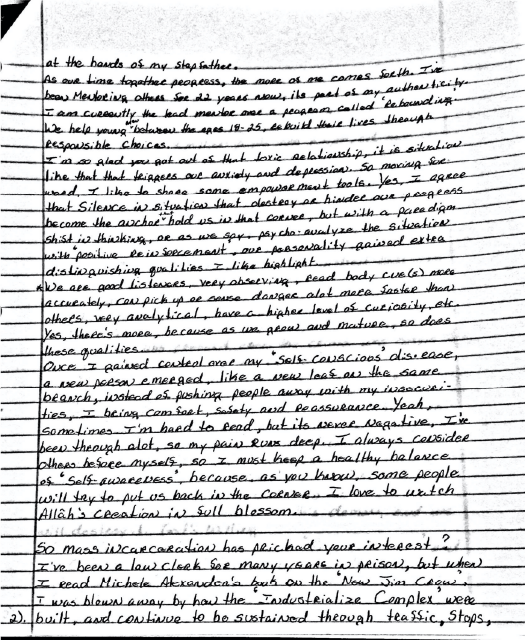 at the hands of my stepfather.
As our time together progress, the more of me comes forth. I've
been Mentoring others for 22 years now, its part of my authenticity.
I am currently the lead mentor over a program called "Rebounding".
We help young men between the ages 18-25, rebuild their lives through
Responsible choices.
I'm so glad you got out of that toxic relationship, it is situation
like that that triggers our anxiety and depression. So moving for-
ward, I like to share some empowerment tools. Yes, I agree
that Silence in situation that obstroy or hinder our progress
become the anchor hold us in that corner, but with a paradigm
shift in thinking, or as we say, psycho-analyze the situation
with "positive Reinforcement", our personality gained extra
distinguishing qualities I like highlight.
We are good listeners, very observing, read body cue(s) more
accurately, can pick up or sense danger alot more faster than
others, very analytical, have a higher level of curiosity, etc.
Yes, there's more, because as we grow and mature, so does
these qualities.
Once I gained control over my "self-conscious" dis-ease,
a new person emerged, like a new leaf on the same
branch, instead of pushing people away with my insecuri-
ties, I being comfort, safety and Reassurance. Yeah,
sometimes I'm hard to read, but its never Negative, I've
been through alot, so my pain Runs deep. I always consider
others before myself, so I must keep a healthy balance
of "self-awareness", because as you know, some people
will try to put us back in the Corner. I love to watch
Allāh's creation in full blossom.
So mass incarceration has pricked your interest?
I've been a law clerk for many years in prison, but when
I read Michele Alexander's book on the "New Jim Crow",
I was blown away by how the "Industrialize Complex" were
2). built, and continue to be sustained through traffic, Stops,